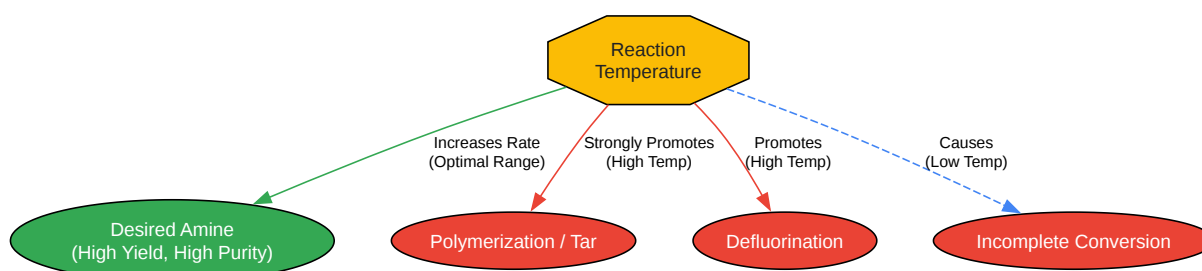 Reaction
Temperature
Increases Rate
(Optimal Range)
Strongly Promotes
(High Temp)
Promotes
(High Temp)
Causes
(Low Temp)
Desired Amine
(High Yield, High Purity)
Polymerization / Tar
Defluorination
Incomplete Conversion